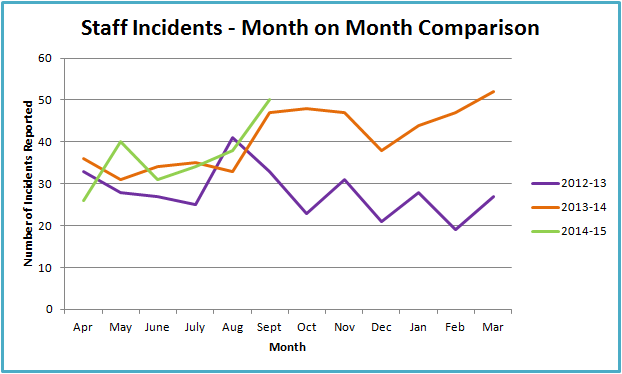 Staff Incidents - Month on Month Comparison
60
50
40
30
20
10
0
Number of Incidents Reported
Apr May June July Aug Sept Oct Nov Dec Jan Feb Mar
Month
2012-13
2013-14
2014-15